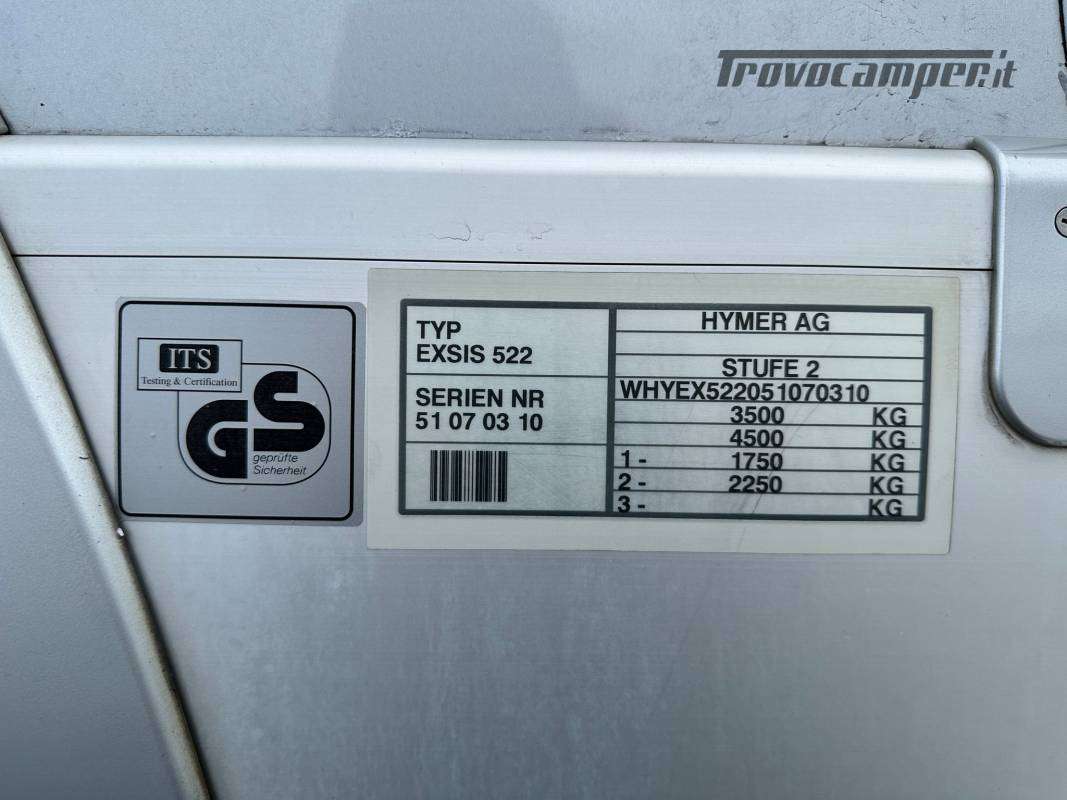 Trovocamper.it
ITS
Testing & Certification
GS
geprüfte
Sicherheit
TYP
EXSIS 522
SERIEN NR
51 07 03 10
HYMER AG
STUFE 2
WHYEX522051070310
3500 KG
4500 KG
1 - 1750 KG
2 - 2250 KG
3 - KG